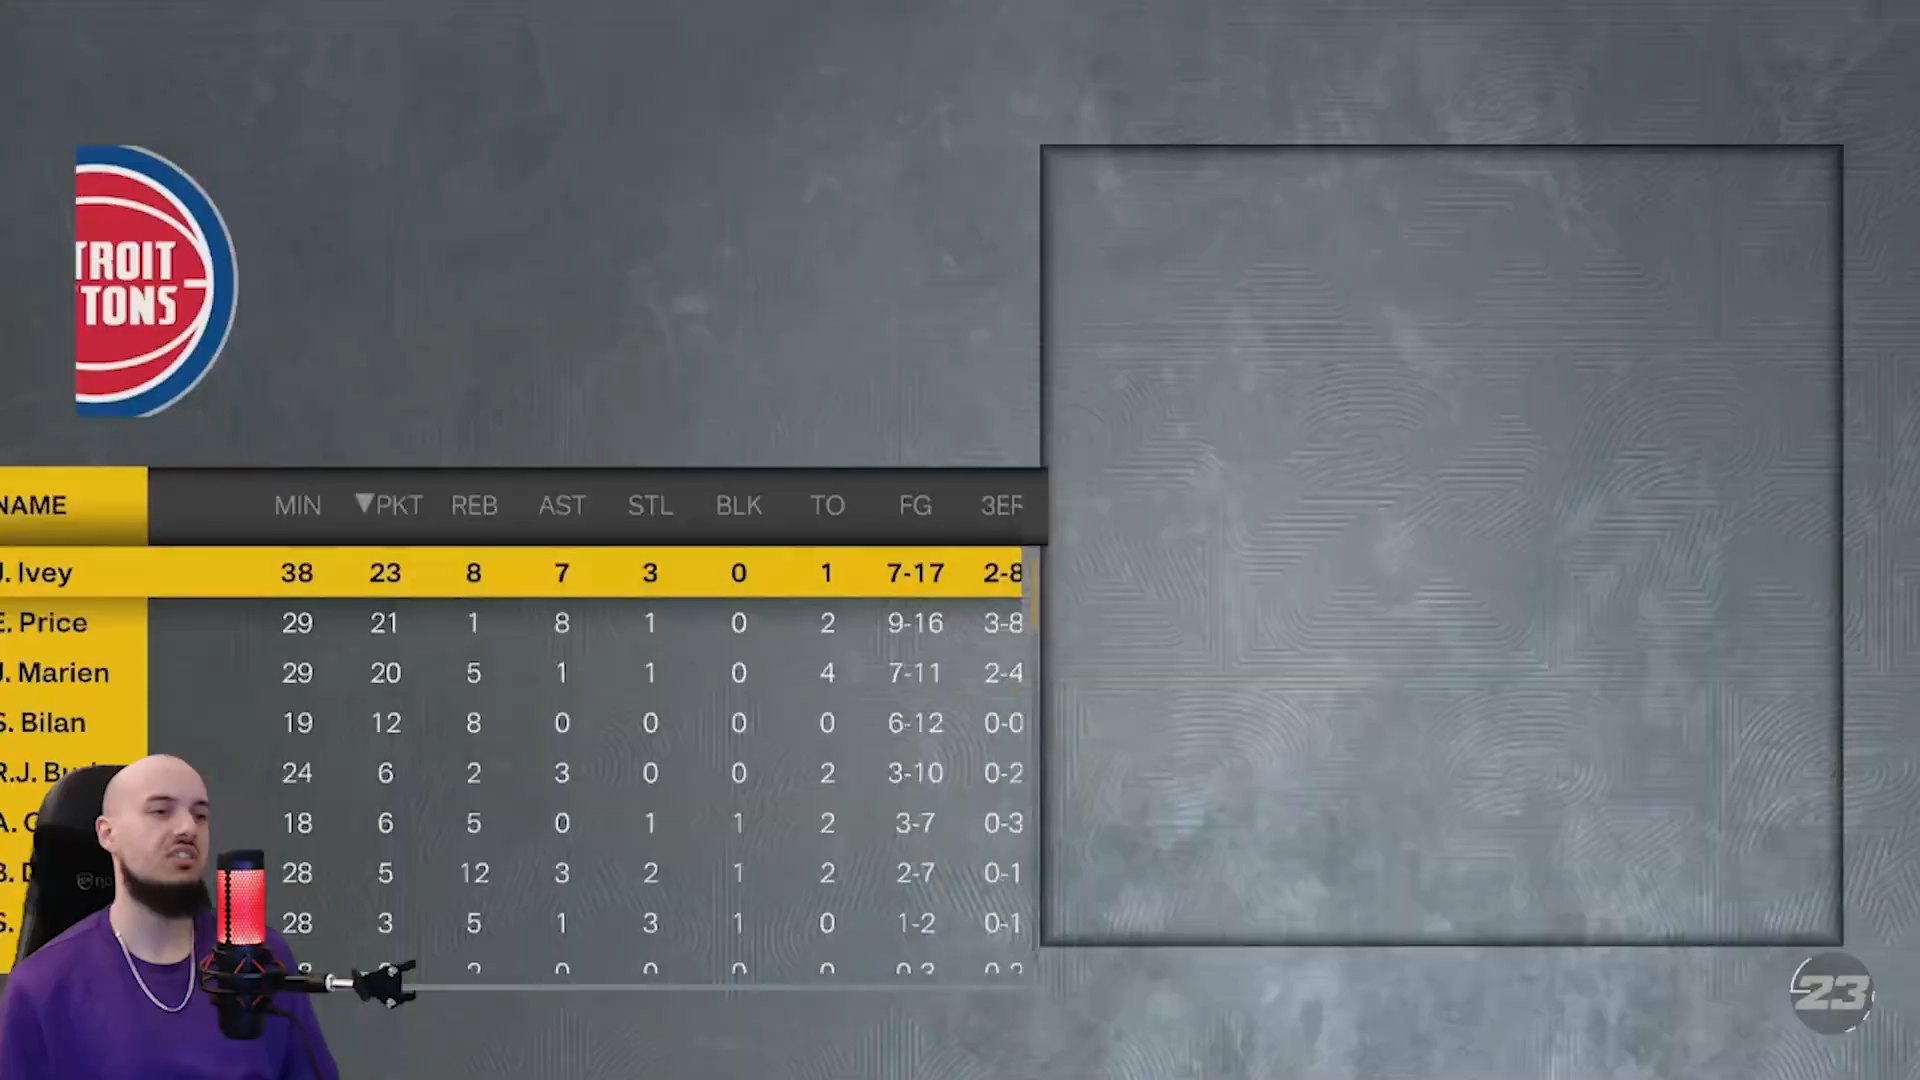 TROIT
TONS
NAME MIN ▼PKT REB AST STL BLK TO FG 3ER
J. Ivey 38 23 8 7 3 0 1 7-17 2-8
E. Price 29 21 1 8 1 0 2 9-16 3-8
J. Marien 29 20 5 1 1 0 4 7-11 2-4
S. Bilan 19 12 8 0 0 0 0 6-12 0-0
R.J. 24 6 2 3 0 0 2 3-10 0-2
A. 18 6 5 0 1 1 2 3-7 0-3
B. 28 5 12 3 2 1 2 2-7 0-1
S. 28 3 5 1 3 1 0 1-2 0-1
23